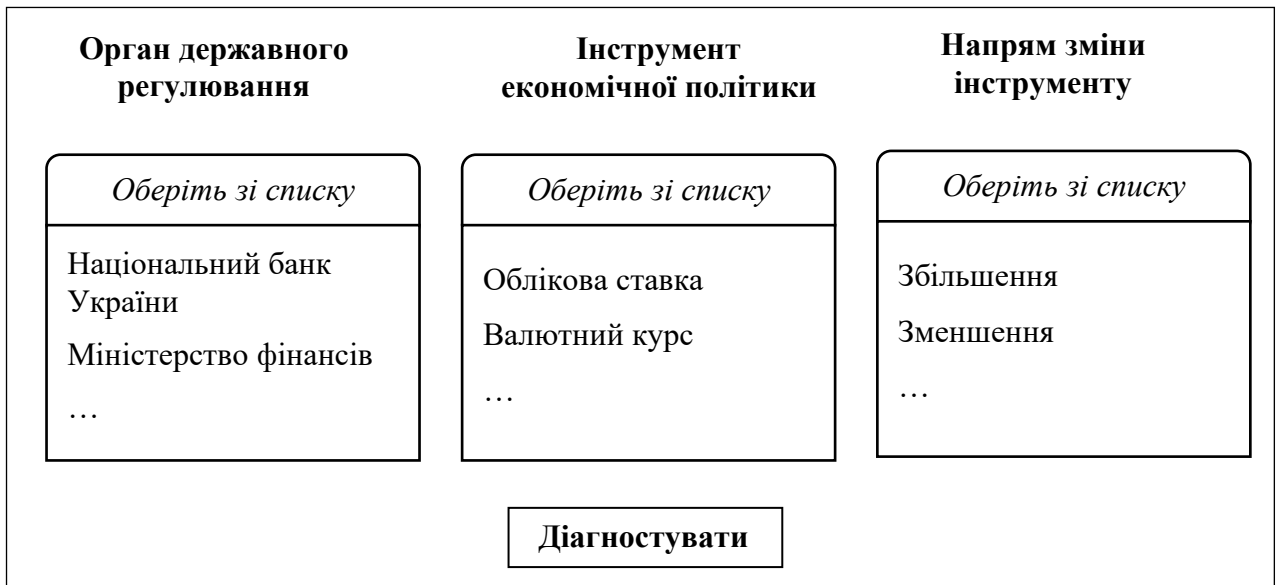 Орган державного
регулювання
Інструмент
економічної політики
Напрям зміни
інструменту
Оберіть зі списку
Національний банк
України
Міністерство фінансів
…
Оберіть зі списку
Облікова ставка
Валютний курс
…
Оберіть зі списку
Збільшення
Зменшення
…
Діагностувати